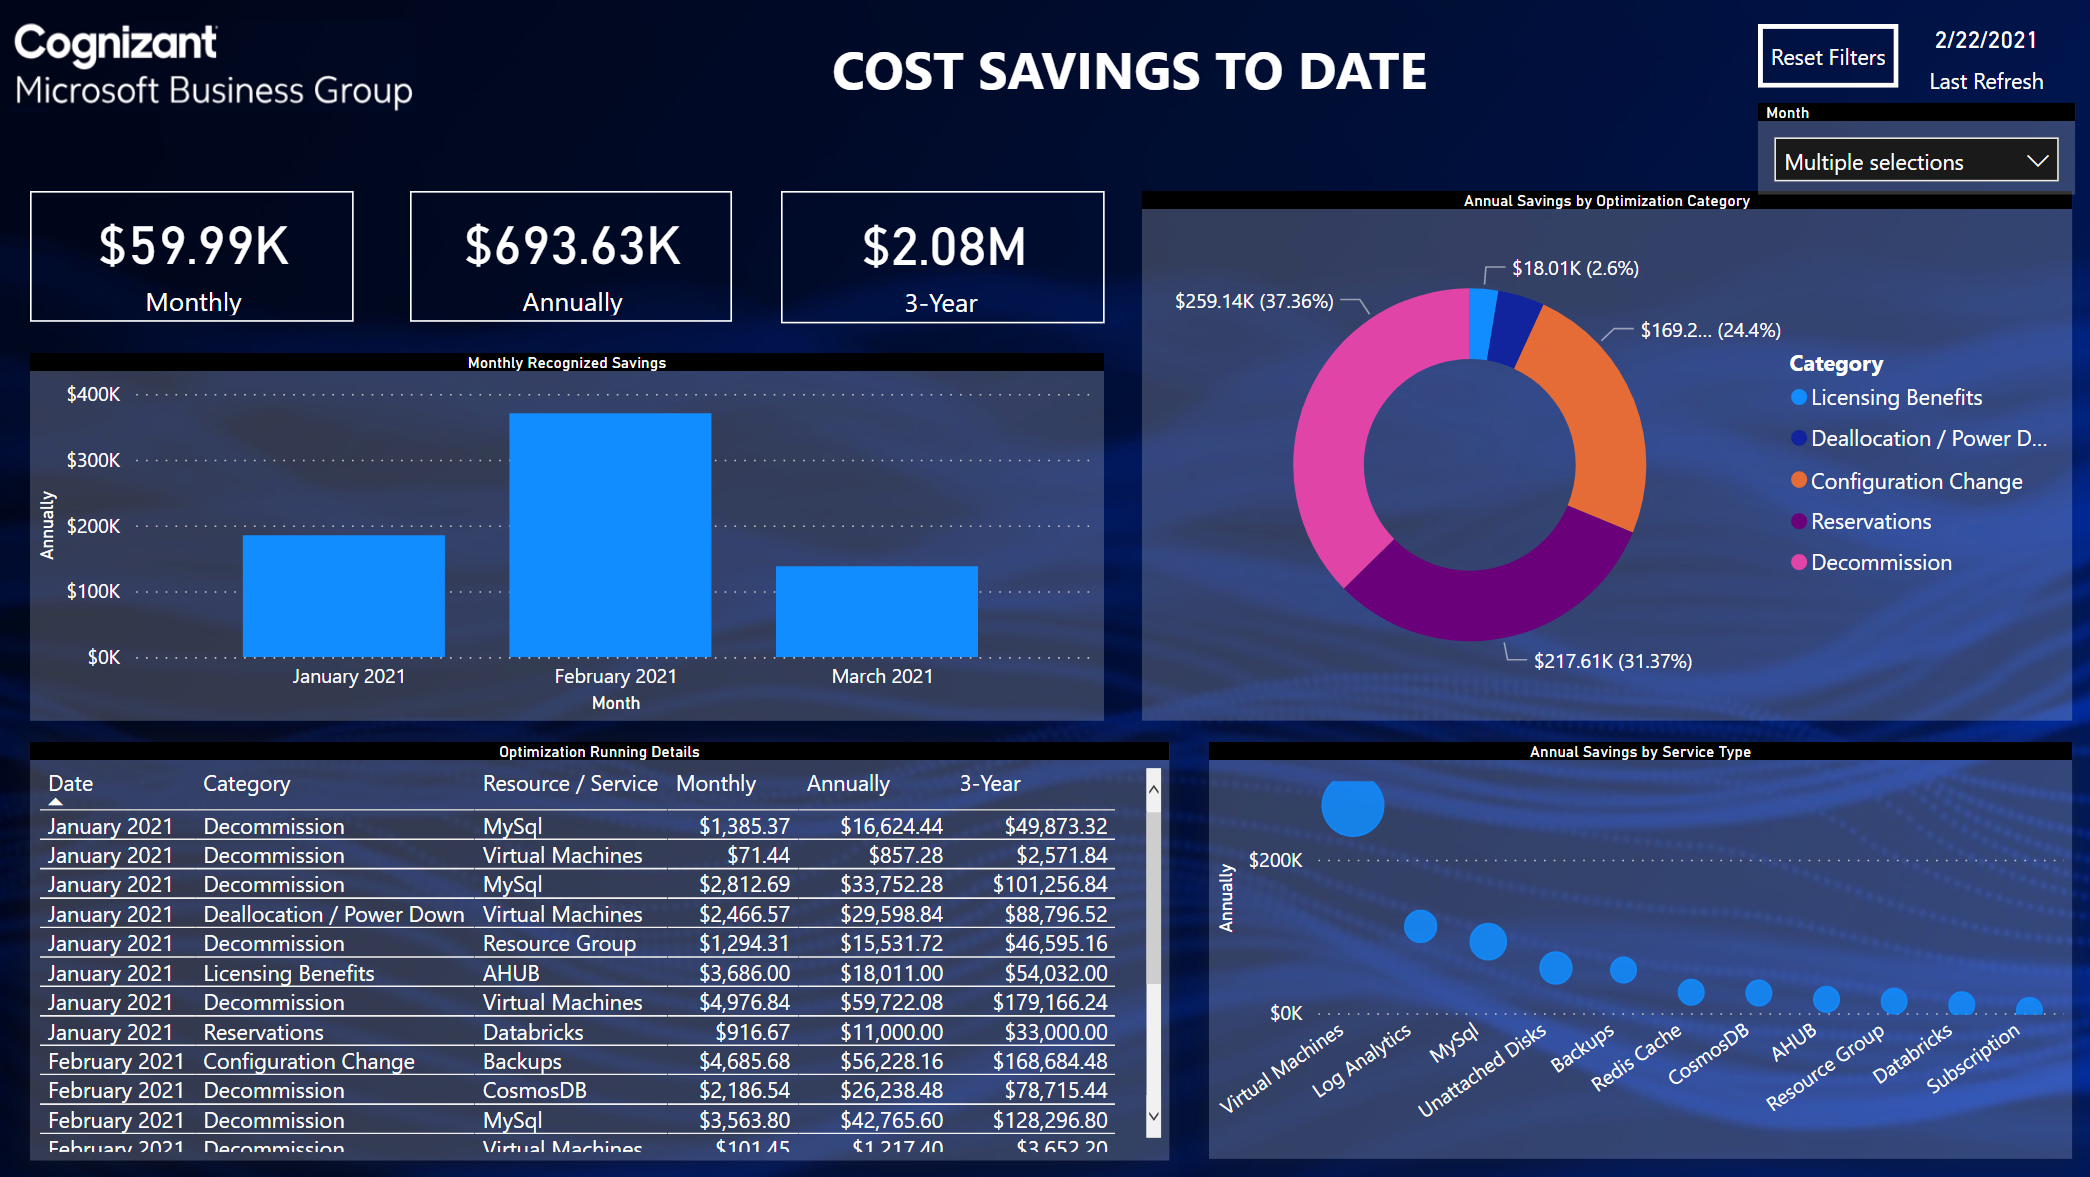 Cognizant
Microsoft Business Group
COST SAVINGS TO DATE
Reset Filters
2/22/2021
Last Refresh
Month
Multiple selections
$59.99K
Monthly
$693.63K
Annually
$2.08M
3-Year
Annual Savings by Optimization Category
$18.01K (2.6%)
$259.14K (37.36%)
$169.2... (24.4%)
$217.61K (31.37%)
Category
Licensing Benefits
Deallocation / Power D...
Configuration Change
Reservations
Decommission
Monthly Recognized Savings
Annually
$400K
$300K
$200K
$100K
$0K
January 2021 February 2021 March 2021
Month
Optimization Running Details
Date Category Resource / Service Monthly Annually 3-Year
January 2021 Decommission MySql $1,385.37 $16,624.44 $49,873.32
January 2021 Decommission Virtual Machines $71.44 $857.28 $2,571.84
January 2021 Decommission MySql $2,812.69 $33,752.28 $101,256.84
January 2021 Deallocation / Power Down Virtual Machines $2,466.57 $29,598.84 $88,796.52
January 2021 Decommission Resource Group $1,294.31 $15,531.72 $46,595.16
January 2021 Licensing Benefits AHUB $3,686.00 $18,011.00 $54,032.00
January 2021 Decommission Virtual Machines $4,976.84 $59,722.08 $179,166.24
January 2021 Reservations Databricks $916.67 $11,000.00 $33,000.00
February 2021 Configuration Change Backups $4,685.68 $56,228.16 $168,684.48
February 2021 Decommission CosmosDB $2,186.54 $26,238.48 $78,715.44
February 2021 Decommission MySql $3,563.80 $42,765.60 $128,296.80
February 2021 Decommission Virtual Machines $101.45 $1,217.40 $3,652.20
Annual Savings by Service Type
Annually
$200K
$0K
Virtual Machines
Log Analytics
MySql
Unattached Disks
Backups
Redis Cache
CosmosDB
AHUB
Resource Group
Databricks
Subscription